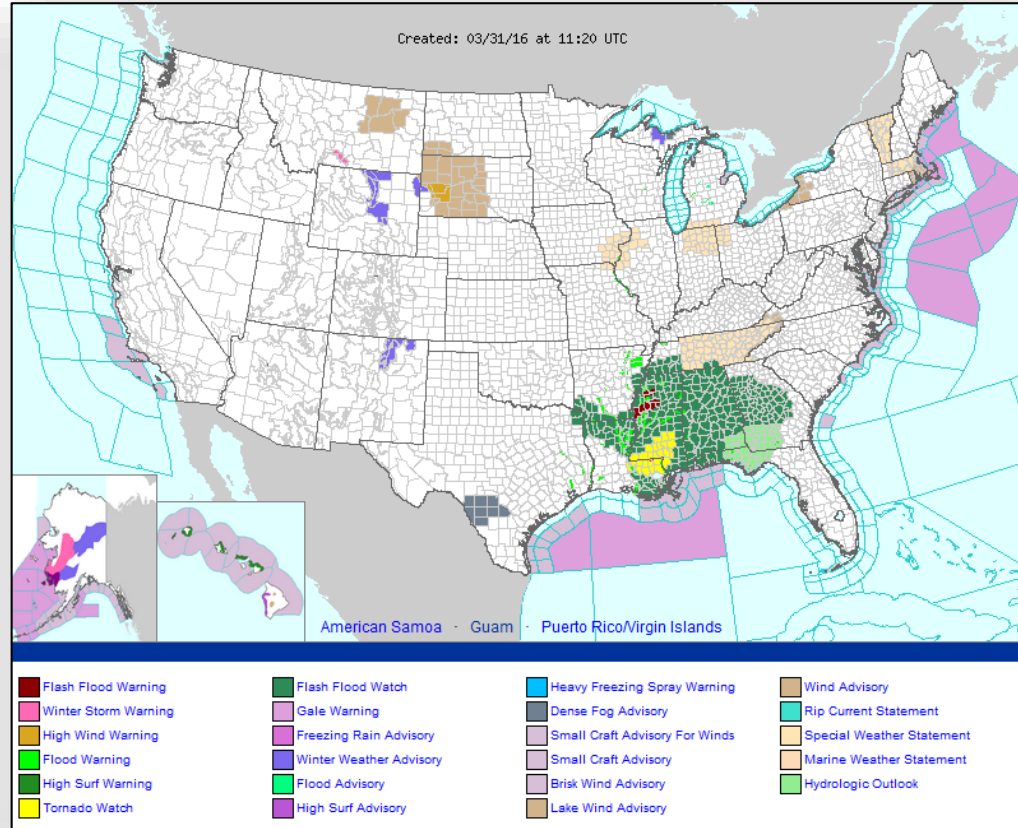 Created: 03/31/16 at 11:20 UTC
American Samoa · Guam · Puerto Rico/Virgin Islands
Flash Flood Warning
Winter Storm Warning
High Wind Warning
Flood Warning
High Surf Warning
Tornado Watch
Flash Flood Watch
Gale Warning
Freezing Rain Advisory
Winter Weather Advisory
Flood Advisory
High Surf Advisory
Heavy Freezing Spray Warning
Dense Fog Advisory
Small Craft Advisory For Winds
Small Craft Advisory
Brisk Wind Advisory
Lake Wind Advisory
Wind Advisory
Rip Current Statement
Special Weather Statement
Marine Weather Statement
Hydrologic Outlook